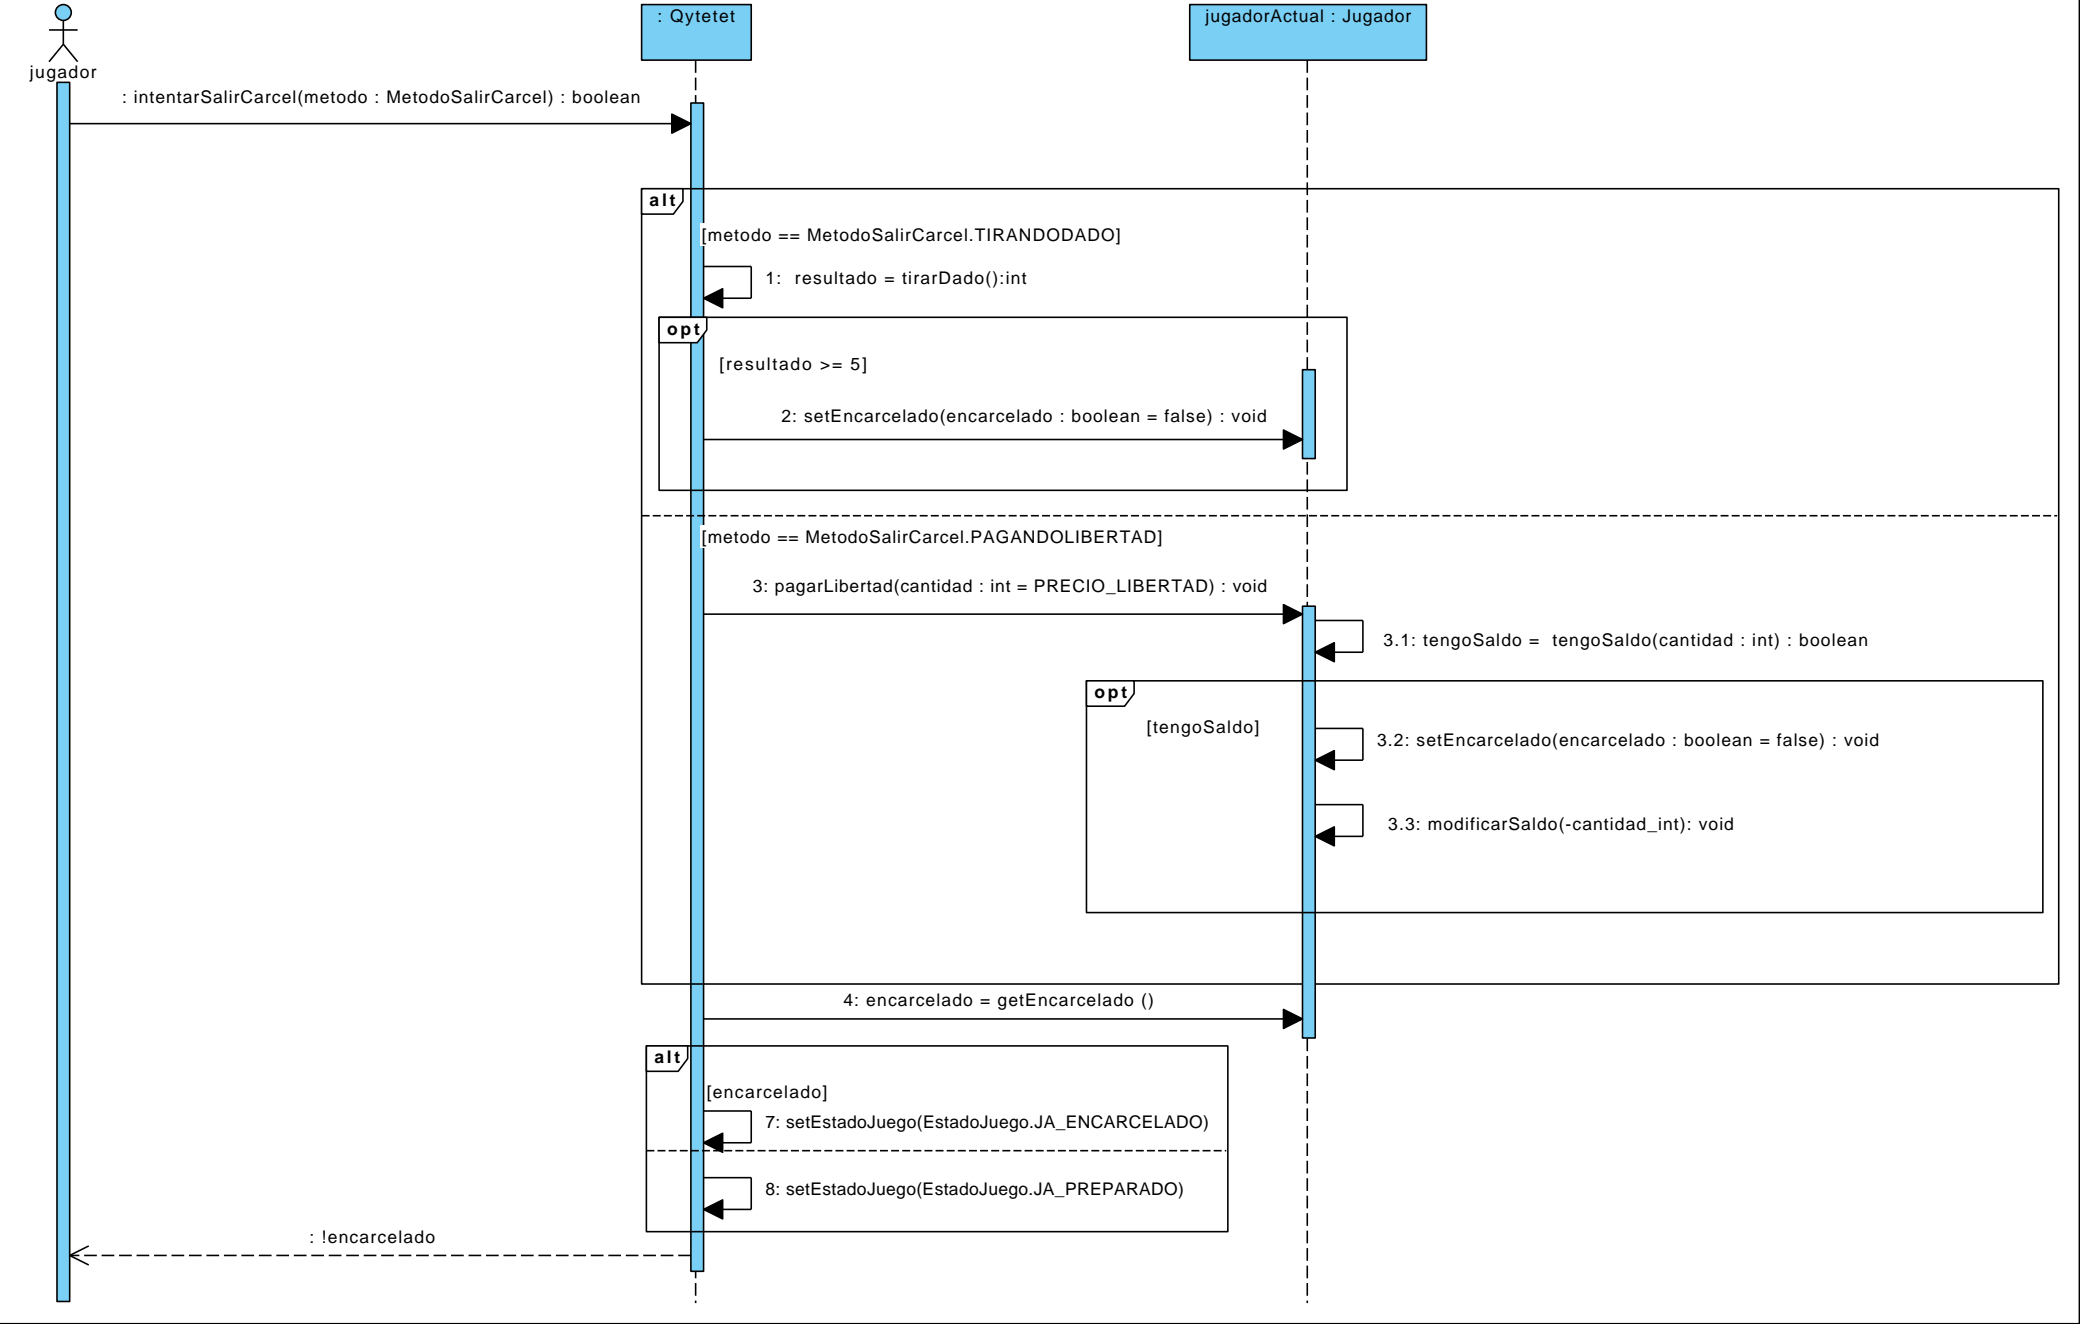 : Qytetet
jugadorActual : Jugador
jugador
: intentarSalirCarcel(metodo : MetodoSalirCarcel) : boolean
alt
[metodo == MetodoSalirCarcel.TIRANDODADO]
1:  resultado = tirarDado():int
opt
[resultado >= 5]
2: setEncarcelado(encarcelado : boolean = false) : void
[metodo == MetodoSalirCarcel.PAGANDOLIBERTAD]
3: pagarLibertad(cantidad : int = PRECIO_LIBERTAD) : void
3.1: tengoSaldo =  tengoSaldo(cantidad : int) : boolean
opt
[tengoSaldo]
3.2: setEncarcelado(encarcelado : boolean = false) : void
3.3: modificarSaldo(-cantidad_int): void
4: encarcelado = getEncarcelado ()
alt
[encarcelado]
7: setEstadoJuego(EstadoJuego.JA_ENCARCELADO)
8: setEstadoJuego(EstadoJuego.JA_PREPARADO)
: !encarcelado